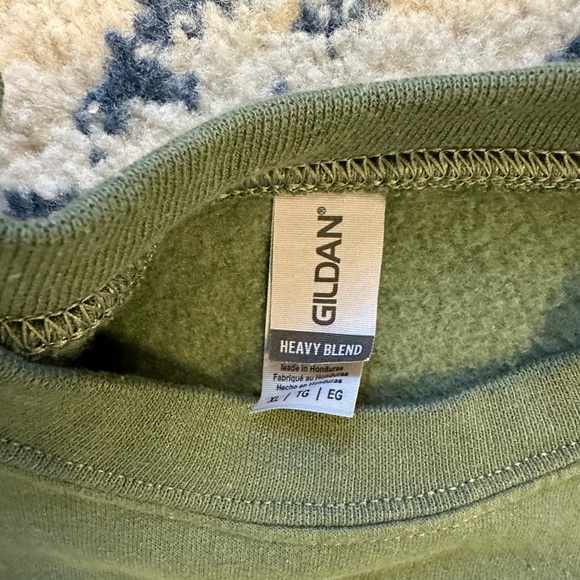 GILDAN®
HEAVY BLEND
Made in Honduras
Fabriqué au Honduras
Hecho en Honduras
XL / TG | EG